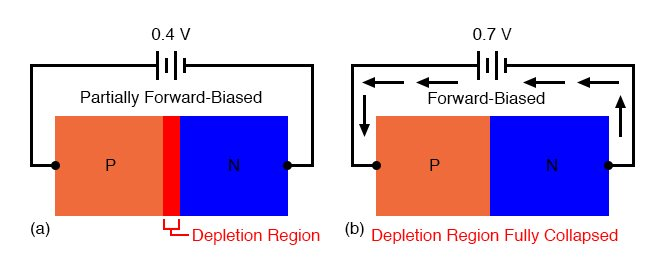 0.4 V
Partially Forward-Biased
P
N
(a)
Depletion Region
0.7 V
Forward-Biased
P
N
(b)
Depletion Region Fully Collapsed